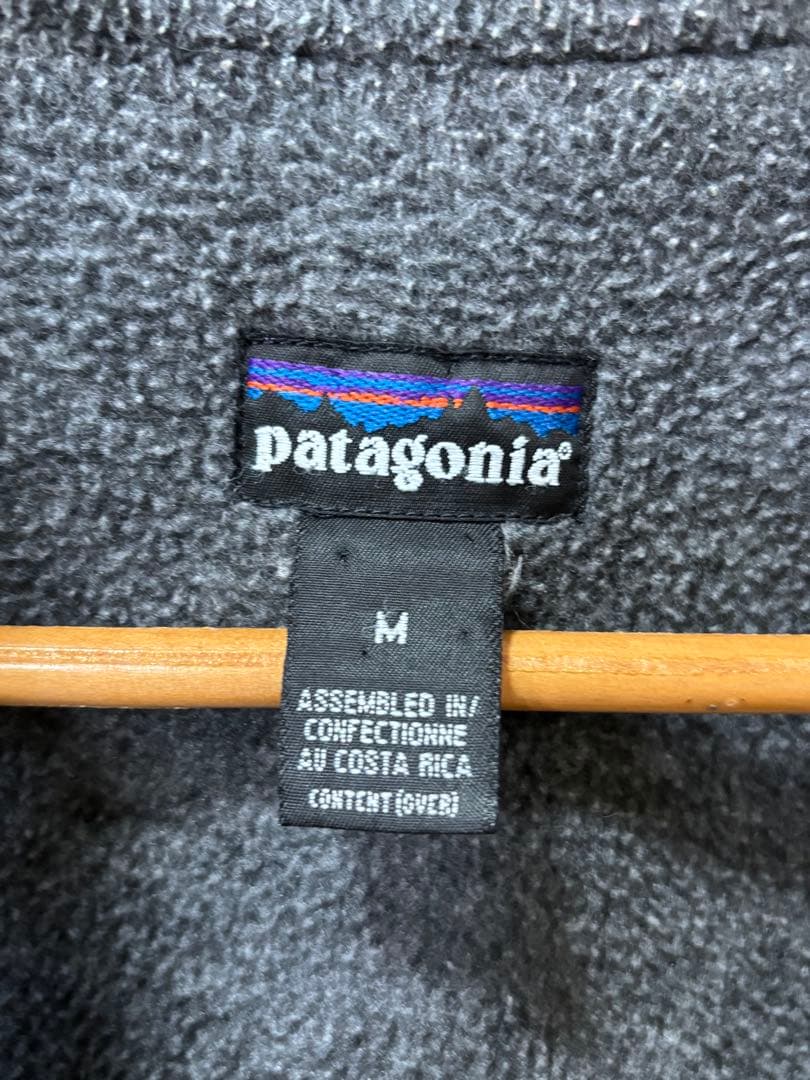 patagonia®
M
ASSEMBLED IN/
CONFECTIONNE
AU COSTA RICA
CONTENT(OVER)